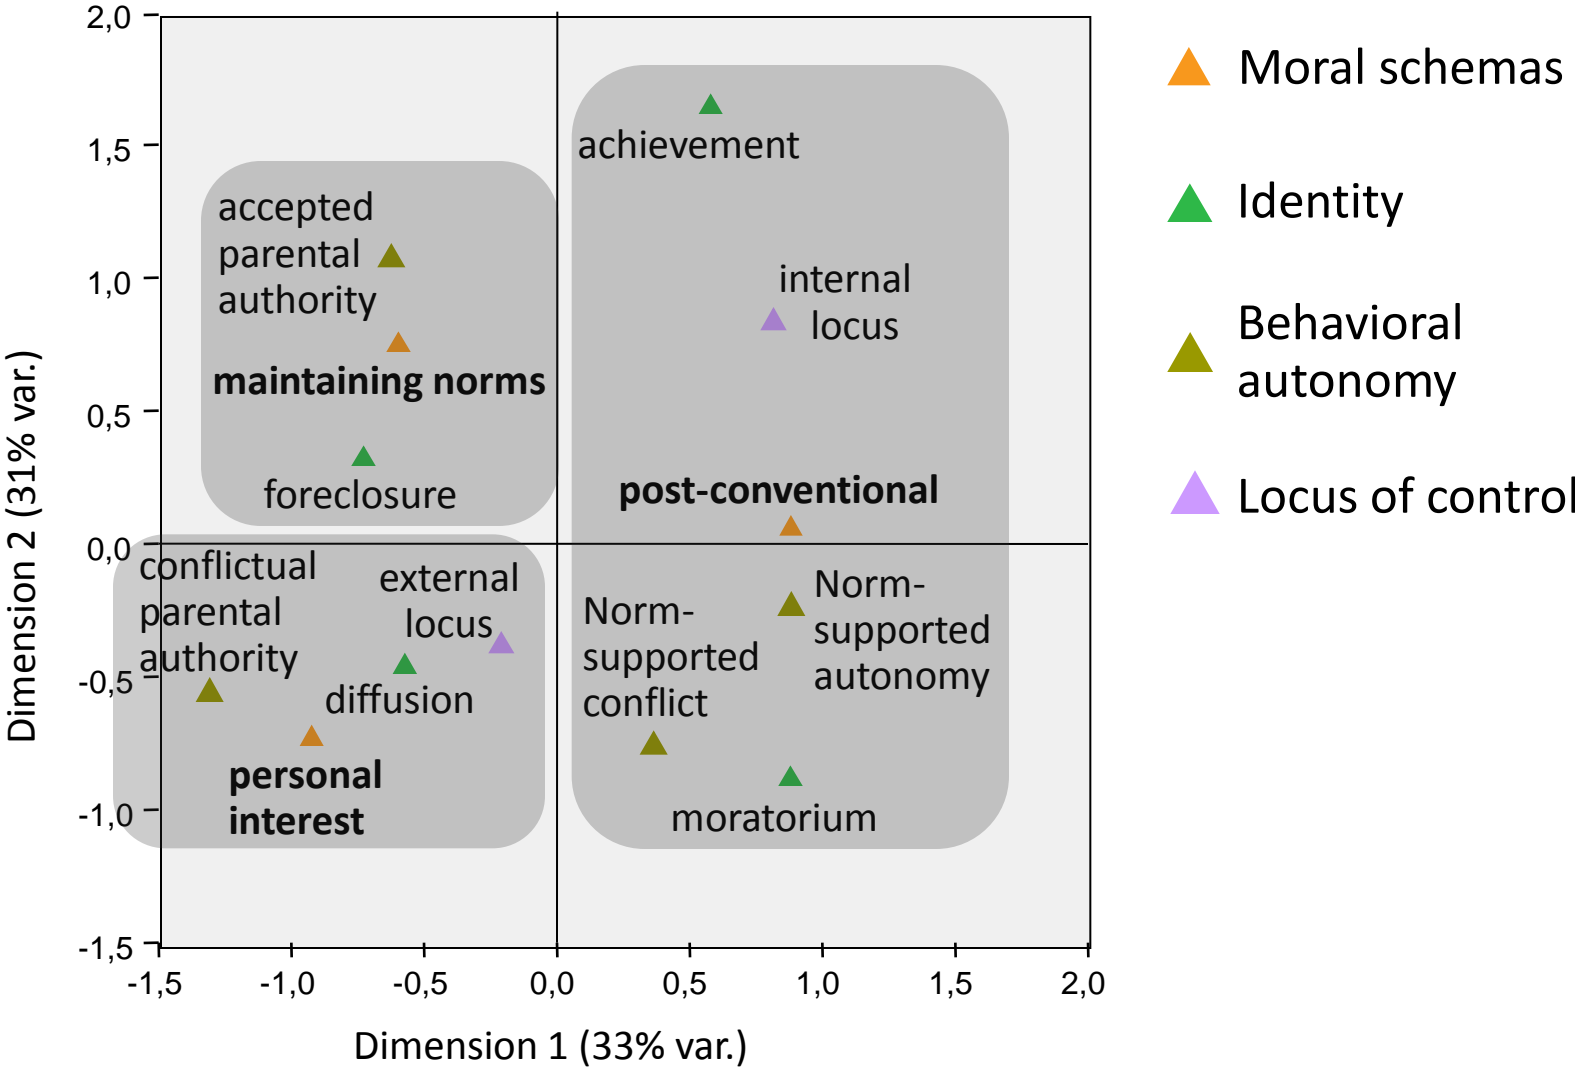 2,0
1,5
1,0
0,5
0,0
-0,5
-1,0
-1,5
Dimension 2 (31% var.)
achievement
accepted
parental
authority
internal
locus
maintaining norms
foreclosure
post-conventional
conflictual
parental
authority
external
locus
diffusion
personal
interest
Norm-
supported
conflict
Norm-
supported
autonomy
moratorium
-1,5
-1,0
-0,5
0,0
0,5
1,0
1,5
2,0
Dimension 1 (33% var.)
Moral schemas
Identity
Behavioral
autonomy
Locus of control